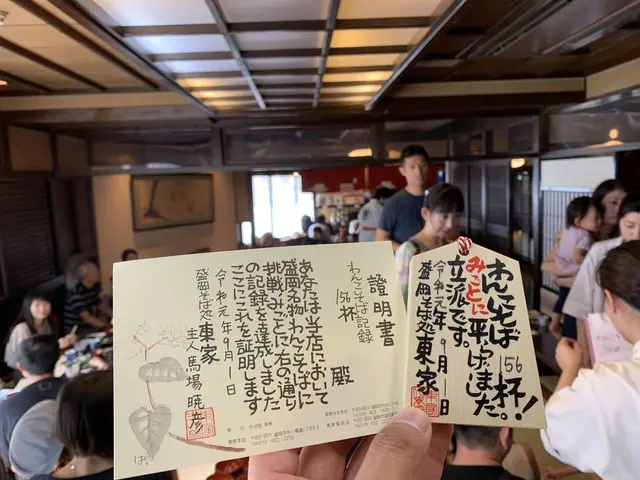 證明書
わんこそば記録
156杯
殿
あなたは当店において
盛岡名物わんこそばに
挑戦みごとに右の通り
の記録を達成しました
ここにこれを証明します
令和元年9月1日
盛岡そば処 東家
主人 馬場 暁彦
わんこそば
156杯!
みごとに平らげました。
立派です。
令和元年9月1日
盛岡そば処 東家